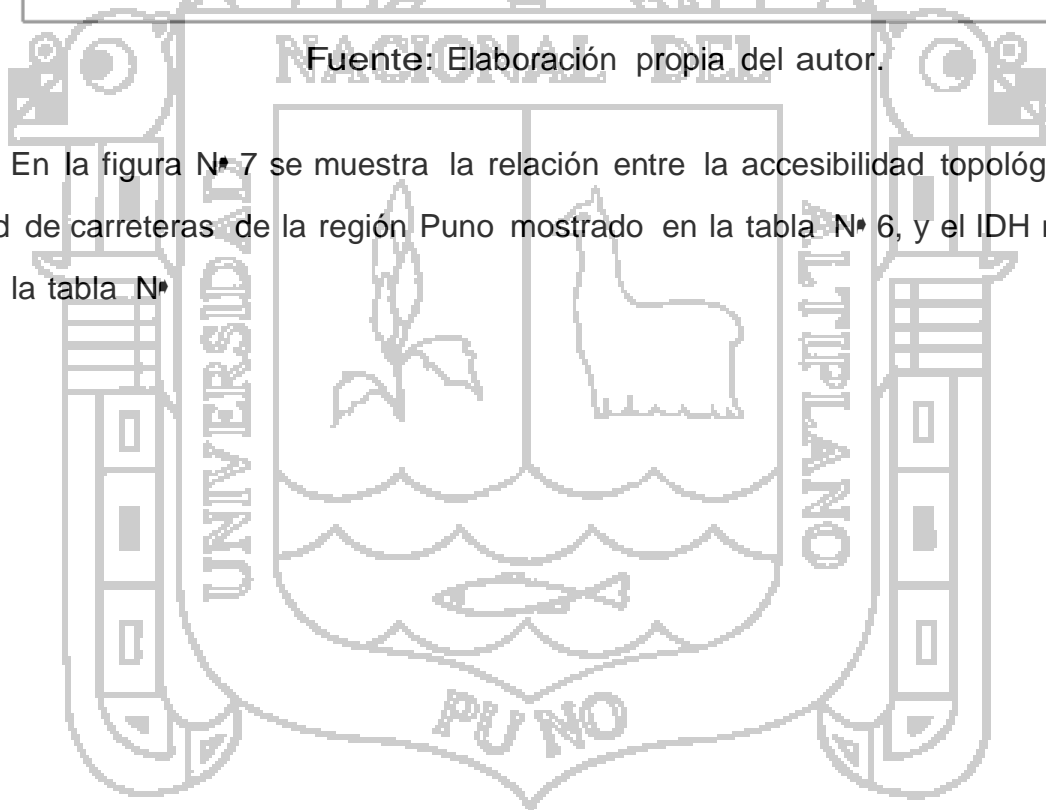 NACIONAL DEL
Fuente: Elaboración propia del autor.
En la figura N° 7 se muestra la relación entre la accesibilidad topológ
d de carreteras de la región Puno mostrado en la tabla N° 6, y el IDH
la tabla N°
UNIVERSIDAD
ALTIPLANO
PUNO